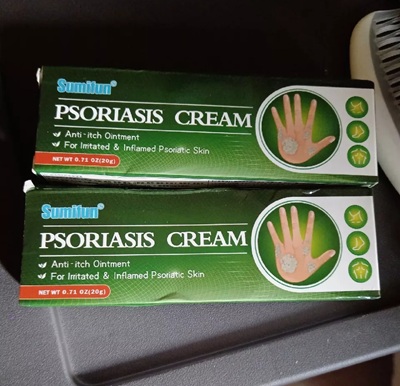 Sumifun®
PSORIASIS CREAM
Anti-itch Ointment
For Irritated & Inflamed Psoriatic Skin
NET WT 0.71 OZ(20g)
Sumifun®
PSORIASIS CREAM
Anti-itch Ointment
For Irritated & Inflamed Psoriatic Skin
NET WT 0.71 OZ(20g)